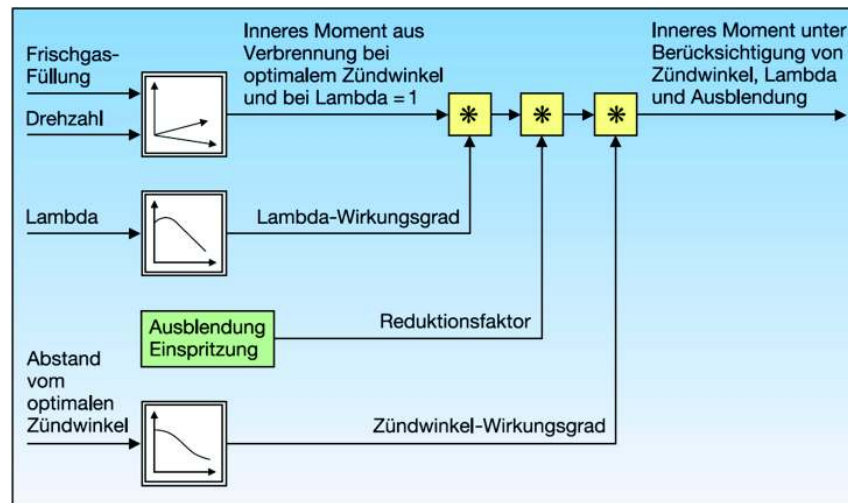 Frischgas-
Füllung
Drehzahl
Inneres Moment aus
Verbrennung bei
optimalem Zündwinkel
und bei Lambda = 1
Inneres Moment unter
Berücksichtigung von
Zündwinkel, Lambda
und Ausblendung
Lambda
Lambda-Wirkungsgrad
Ausblendung
Einspritzung
Reduktionsfaktor
Abstand
vom
optimalen
Zündwinkel
Zündwinkel-Wirkungsgrad